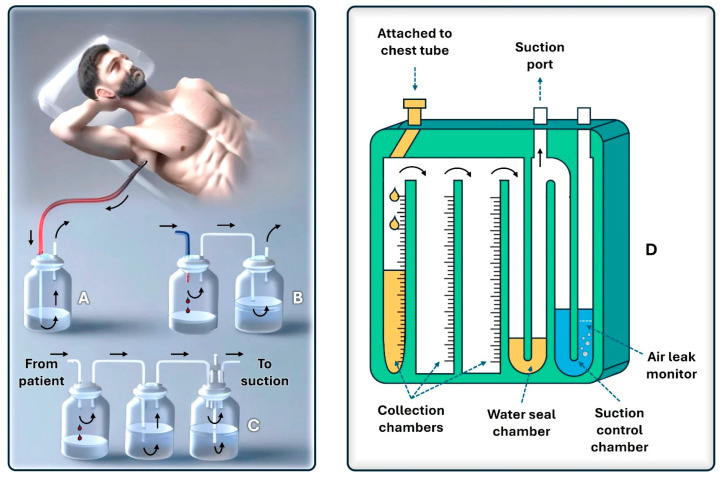 A
B
From
patient
To
suction
C
Attached to
chest tube
Suction
port
D
Air leak
monitor
Collection
chambers
Water seal
chamber
Suction
control
chamber